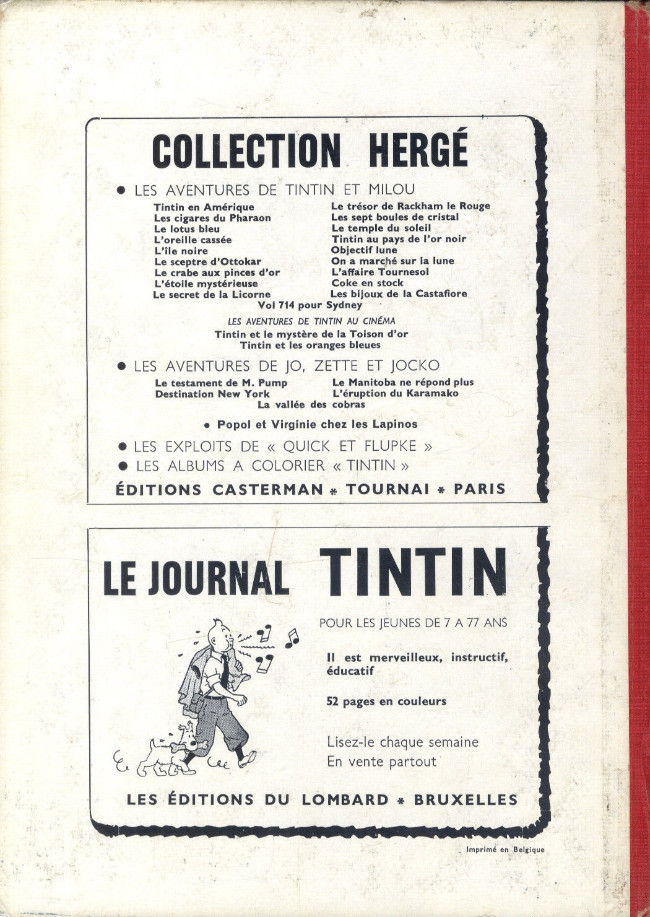 COLLECTION HERGÉ
● LES AVENTURES DE TINTIN ET MILOU
Tintin en Amérique
Les cigares du Pharaon
Le lotus bleu
L'oreille cassée
L'île noire
Le sceptre d'Ottokar
Le crabe aux pinces d'or
L'étoile mystérieuse
Le secret de la Licorne
Le trésor de Rackham le Rouge
Les sept boules de cristal
Le temple du soleil
Tintin au pays de l'or noir
Objectif lune
On a marché sur la lune
L'affaire Tournesol
Coke en stock
Les bijoux de la Castafiore
Vol 714 pour Sydney
LES AVENTURES DE TINTIN AU CINÉMA
Tintin et le mystère de la Toison d'or
Tintin et les oranges bleues
● LES AVENTURES DE JO, ZETTE ET JOCKO
Le testament de M. Pump
Destination New York
Le Manitoba ne répond plus
L'éruption du Karamako
La vallée des cobras
● Popol et Virginie chez les Lapinos
● LES EXPLOITS DE « QUICK ET FLUPKE »
● LES ALBUMS A COLORIER « TINTIN »
ÉDITIONS CASTERMAN * TOURNAI * PARIS
LE JOURNAL TINTIN
POUR LES JEUNES DE 7 A 77 ANS
Il est merveilleux, instructif,
éducatif
52 pages en couleurs
Lisez-le chaque semaine
En vente partout
LES ÉDITIONS DU LOMBARD * BRUXELLES
Imprimé en Belgique